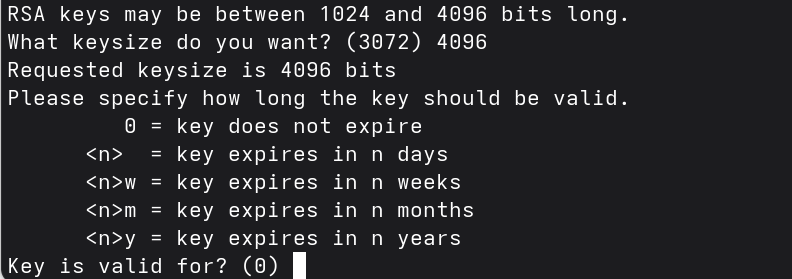 RSA keys may be between 1024 and 4096 bits long.
What keysize do you want? (3072) 4096
Requested keysize is 4096 bits
Please specify how long the key should be valid.
         0 = key does not expire
      <n>  = key expires in n days
      <n>w = key expires in n weeks
      <n>m = key expires in n months
      <n>y = key expires in n years
Key is valid for? (0)